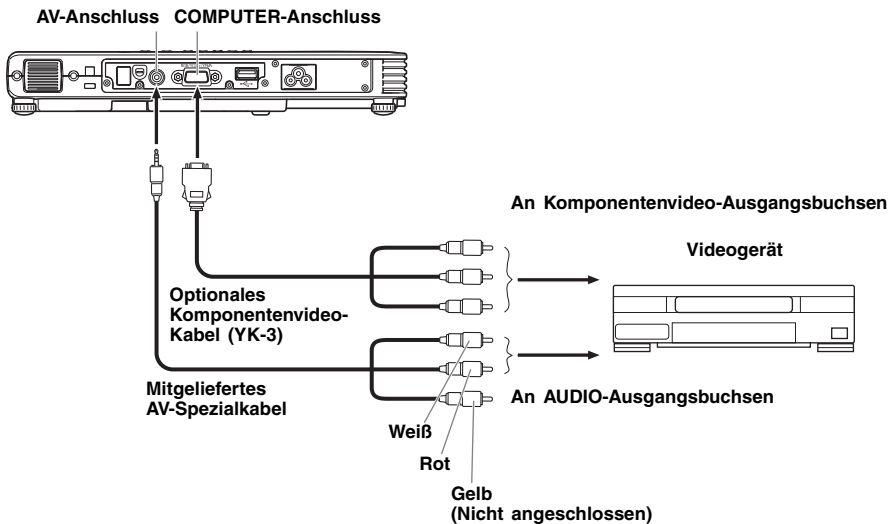 AV-Anschluss COMPUTER-Anschluss
An Komponentenvideo-Ausgangsbuchsen
Videogerät
Optionales
Komponentenvideo-
Kabel (YK-3)
Mitgeliefertes
AV-Spezialkabel
An AUDIO-Ausgangsbuchsen
Weiß
Rot
Gelb
(Nicht angeschlossen)